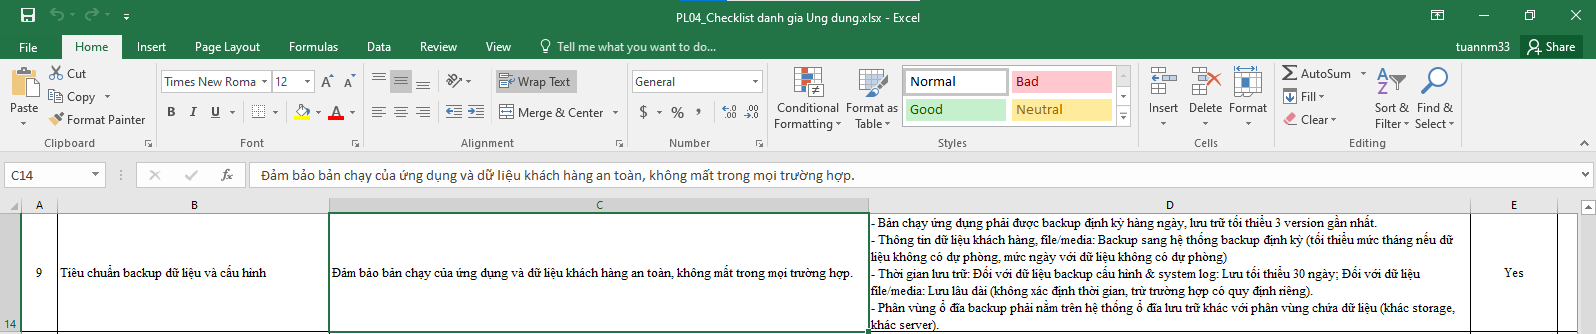 PL04_Checklist danh gia Ung dung.xlsx - Excel
File Home Insert Page Layout Formulas Data Review View Tell me what you want to do... tuannm33 Share
Paste Cut Copy Format Painter Clipboard
Times New Roma 12 A A B I U A Font
Wrap Text Merge & Center Alignment
General $ % , Number
Conditional Formatting Format as Table Normal Bad Good Neutral Styles
Insert Delete Format Cells
AutoSum Fill Clear Sort & Filter Find & Select Editing
C14 fx Đảm bảo bản chạy của ứng dụng và dữ liệu khách hàng an toàn, không mất trong mọi trường hợp.
A B C D E
14
9
Tiêu chuẩn backup dữ liệu và cấu hình
Đảm bảo bản chạy của ứng dụng và dữ liệu khách hàng an toàn, không mất trong mọi trường hợp.
- Bản chạy ứng dụng phải được backup định kỳ hàng ngày, lưu trữ tối thiểu 3 version gần nhất.
- Thông tin dữ liệu khách hàng, file/media: Backup sang hệ thống backup định kỳ (tối thiểu mức tháng nếu dữ
liệu không có dự phòng, mức ngày với dữ liệu không có dự phòng)
- Thời gian lưu trữ: Đối với dữ liệu backup cấu hình & system log: Lưu tối thiểu 30 ngày; Đối với dữ liệu
file/media: Lưu lâu dài (không xác định thời gian, trừ trường hợp có quy định riêng).
- Phân vùng ổ đĩa backup phải nằm trên hệ thống ổ đĩa lưu trữ khác với phân vùng chứa dữ liệu (khác storage,
khác server).
Yes